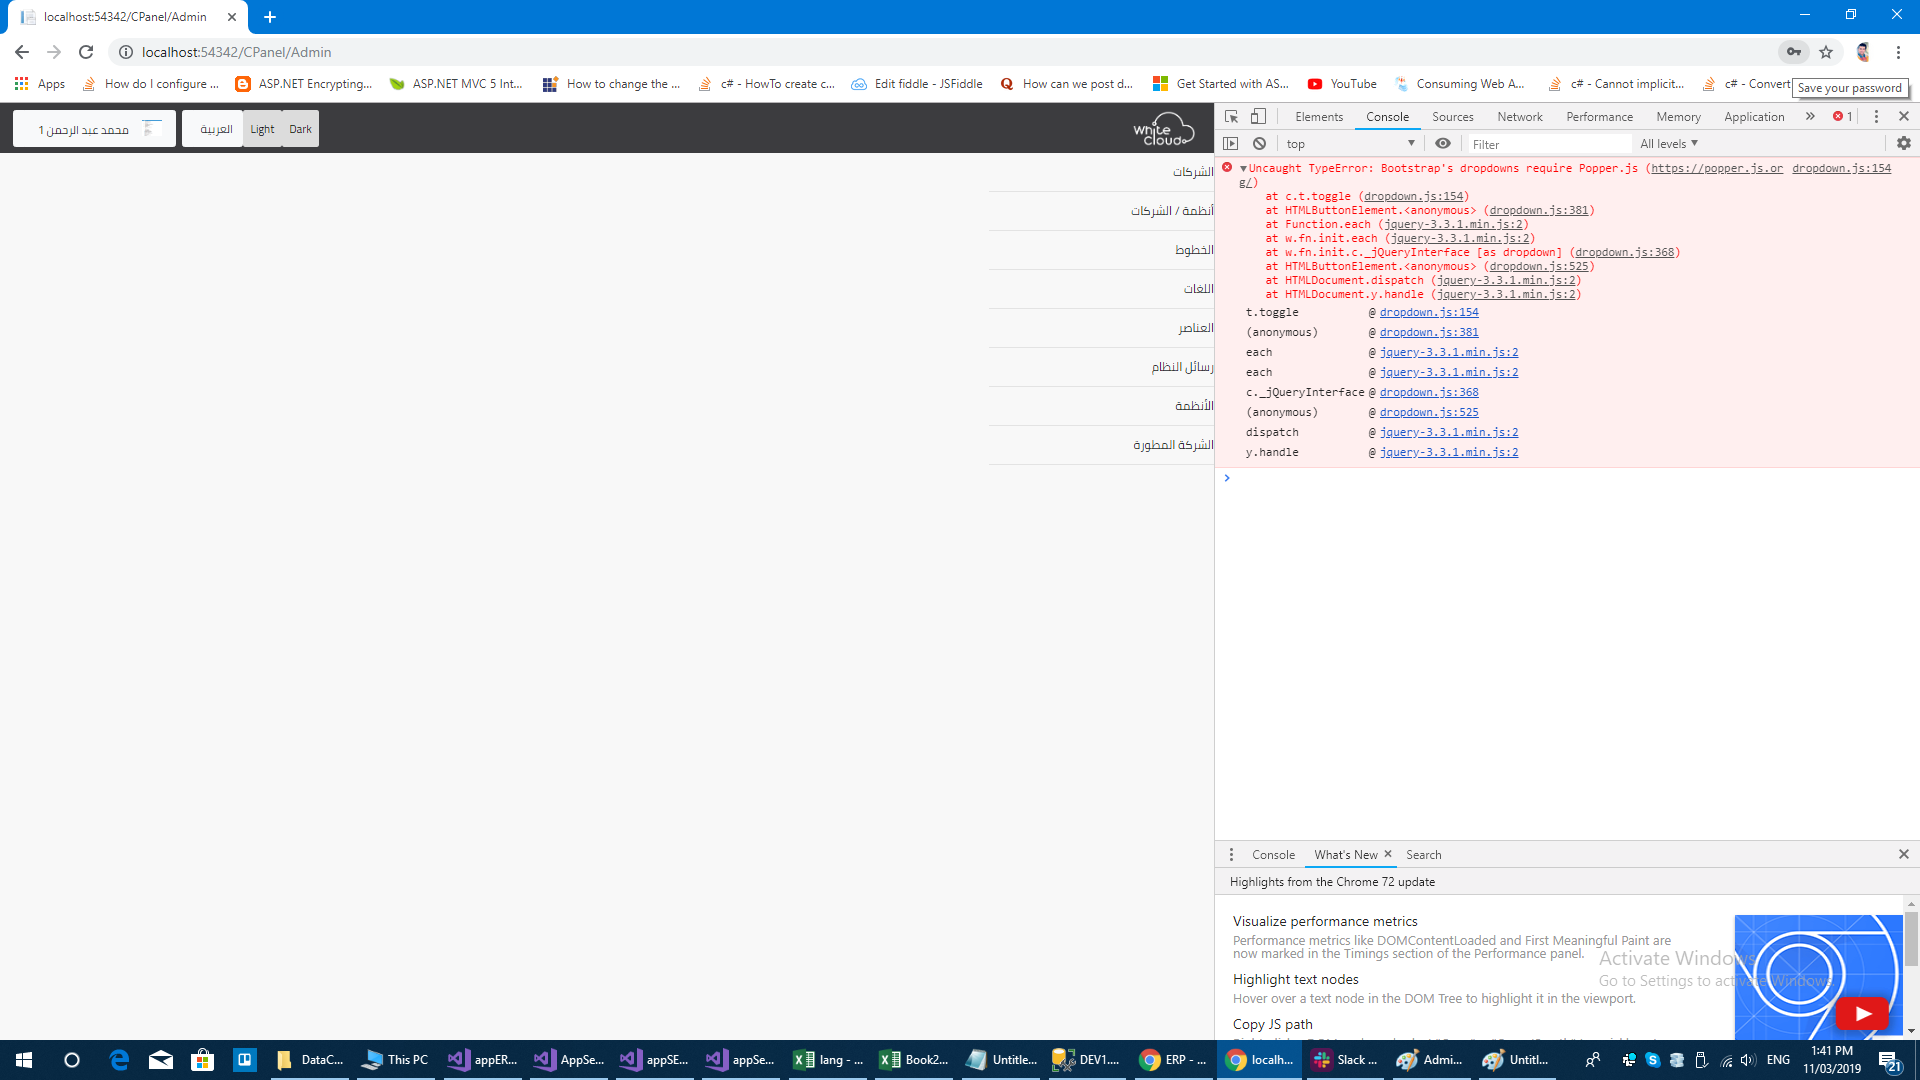 localhost:54342/CPanel/Admin
localhost:54342/CPanel/Admin
Apps
How do I configure ...
ASP.NET Encrypting...
ASP.NET MVC 5 Int...
How to change the ...
c# - HowTo create c...
Edit fiddle - JSFiddle
How can we post d...
Get Started with AS...
YouTube
Consuming Web A...
c# - Cannot implicit...
c# - Convert
Save your password
محمد عبد الرحمن 1
العربية
Light
Dark
White Cloud
الشركات
أنظمة / الشركات
الخطوط
اللغات
العناصر
رسائل النظام
الأنظمة
الشركة المطورة
Elements Console Sources Network Performance Memory Application » 1
top Filter All levels
Uncaught TypeError: Bootstrap's dropdowns require Popper.js (https://popper.js.or dropdown.js:154
g/)
at c.t.toggle (dropdown.js:154)
at HTMLButtonElement.<anonymous> (dropdown.js:381)
at Function.each (jquery-3.3.1.min.js:2)
at w.fn.init.each (jquery-3.3.1.min.js:2)
at w.fn.init.c._jQueryInterface [as dropdown] (dropdown.js:368)
at HTMLButtonElement.<anonymous> (dropdown.js:525)
at HTMLDocument.dispatch (jquery-3.3.1.min.js:2)
at HTMLDocument.y.handle (jquery-3.3.1.min.js:2)
t.toggle @ dropdown.js:154
(anonymous) @ dropdown.js:381
each @ jquery-3.3.1.min.js:2
each @ jquery-3.3.1.min.js:2
c._jQueryInterface @ dropdown.js:368
(anonymous) @ dropdown.js:525
dispatch @ jquery-3.3.1.min.js:2
y.handle @ jquery-3.3.1.min.js:2
Console What's New Search
Highlights from the Chrome 72 update
Visualize performance metrics
Performance metrics like DOMContentLoaded and First Meaningful Paint are
now marked in the Timings section of the Performance panel.
Highlight text nodes
Hover over a text node in the DOM Tree to highlight it in the viewport.
Copy JS path
Activate Windows
Go to Settings to activate Windows.
DataC...
This PC
appER...
AppSe...
appSE...
appSe...
lang - ...
Book2...
Untitle...
DEV1....
ERP - ...
localh...
Slack ...
Admi...
Untitl...
ENG
1:41 PM
11/03/2019
21